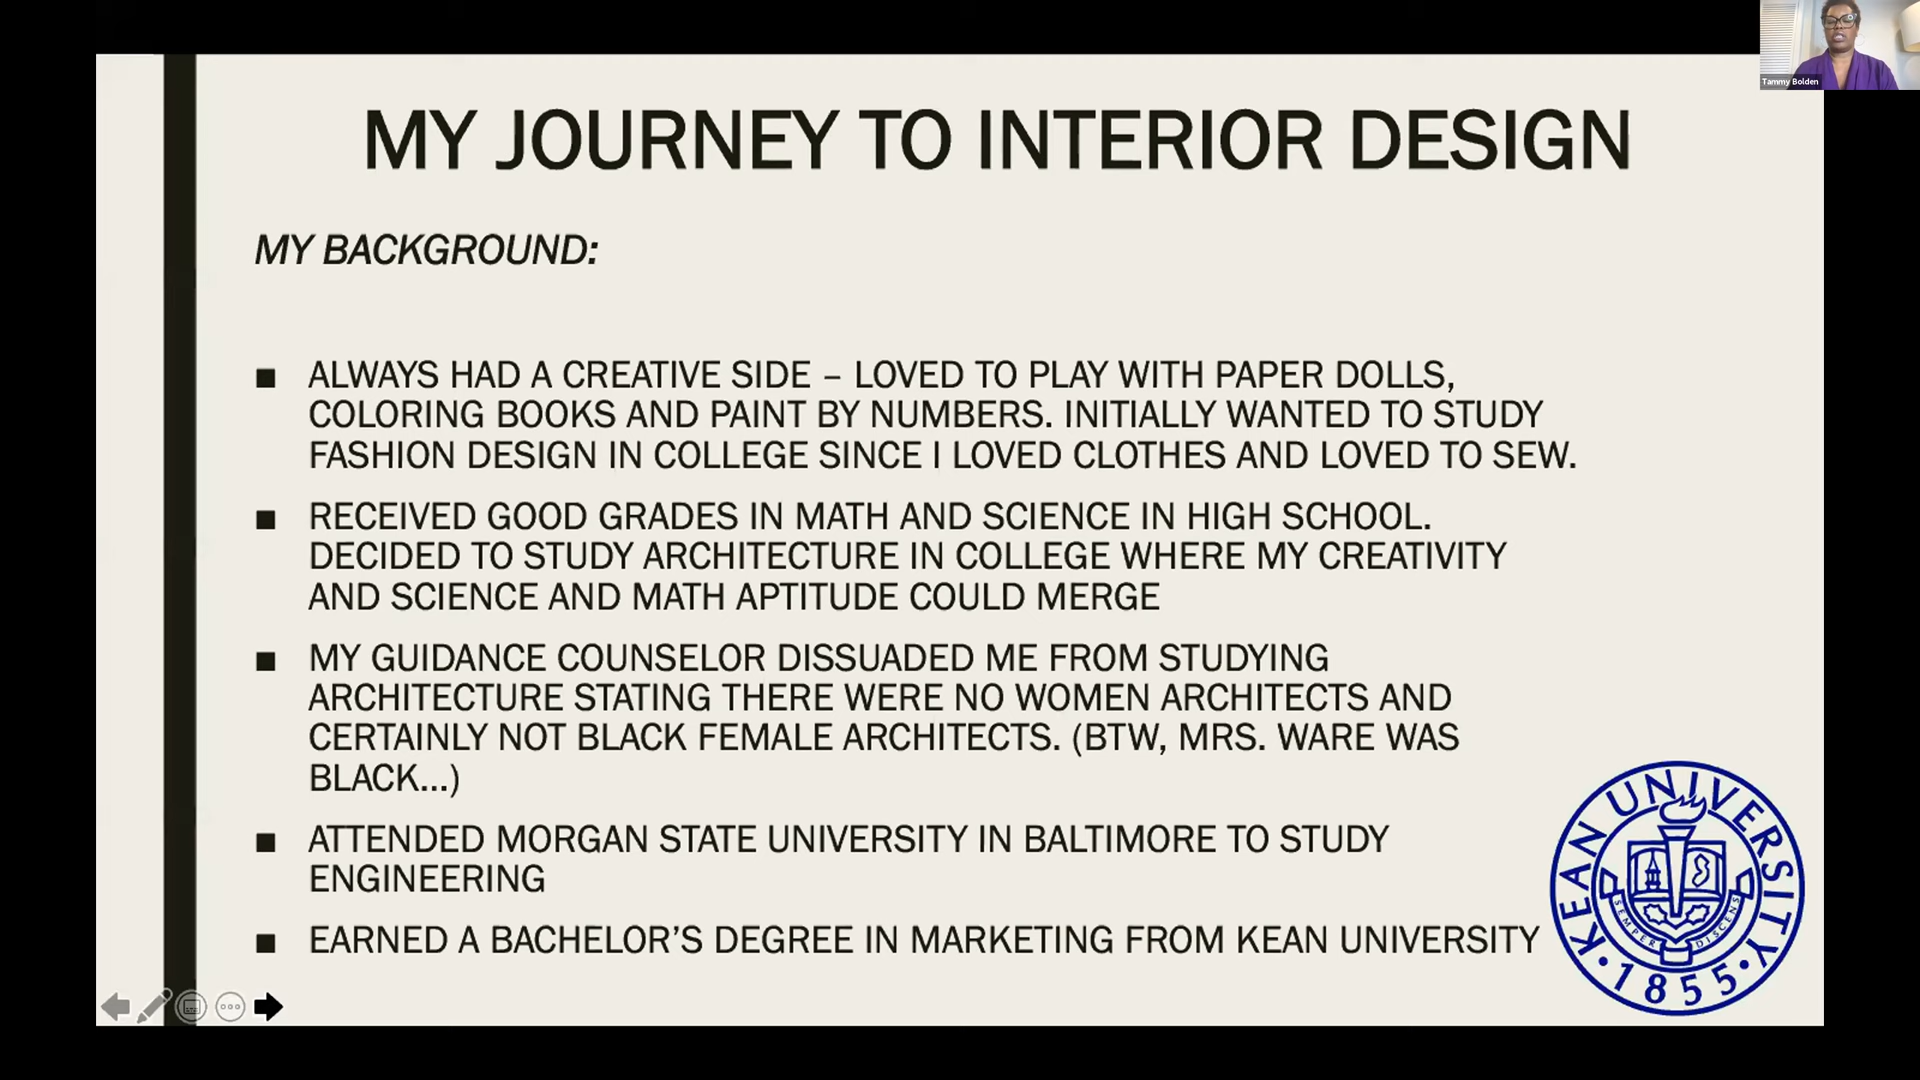 Tammy Bolden
MY JOURNEY TO INTERIOR DESIGN
MY BACKGROUND:
■ ALWAYS HAD A CREATIVE SIDE – LOVED TO PLAY WITH PAPER DOLLS,
COLORING BOOKS AND PAINT BY NUMBERS. INITIALLY WANTED TO STUDY
FASHION DESIGN IN COLLEGE SINCE I LOVED CLOTHES AND LOVED TO SEW.
■ RECEIVED GOOD GRADES IN MATH AND SCIENCE IN HIGH SCHOOL.
DECIDED TO STUDY ARCHITECTURE IN COLLEGE WHERE MY CREATIVITY
AND SCIENCE AND MATH APTITUDE COULD MERGE
■ MY GUIDANCE COUNSELOR DISSUADED ME FROM STUDYING
ARCHITECTURE STATING THERE WERE NO WOMEN ARCHITECTS AND
CERTAINLY NOT BLACK FEMALE ARCHITECTS. (BTW, MRS. WARE WAS
BLACK...)
■ ATTENDED MORGAN STATE UNIVERSITY IN BALTIMORE TO STUDY
ENGINEERING
■ EARNED A BACHELOR’S DEGREE IN MARKETING FROM KEAN UNIVERSITY
KEAN UNIVERSITY
SEMPER DISCENS
• 1855 •